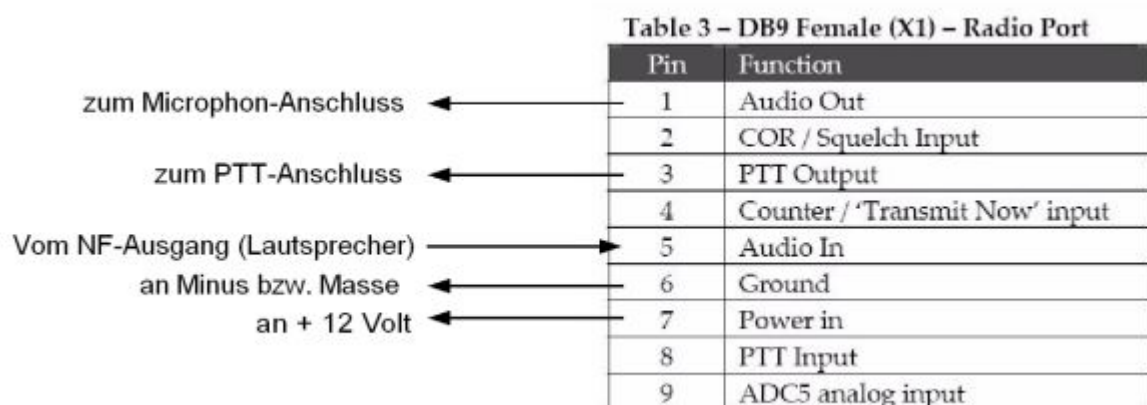 Table 3 – DB9 Female (X1) – Radio Port
Pin Function
zum Microphon-Anschluss 1 Audio Out
2 COR / Squelch Input
zum PTT-Anschluss 3 PTT Output
4 Counter / ‘Transmit Now’ input
Vom NF-Ausgang (Lautsprecher) 5 Audio In
an Minus bzw. Masse 6 Ground
an + 12 Volt 7 Power in
8 PTT Input
9 ADC5 analog input